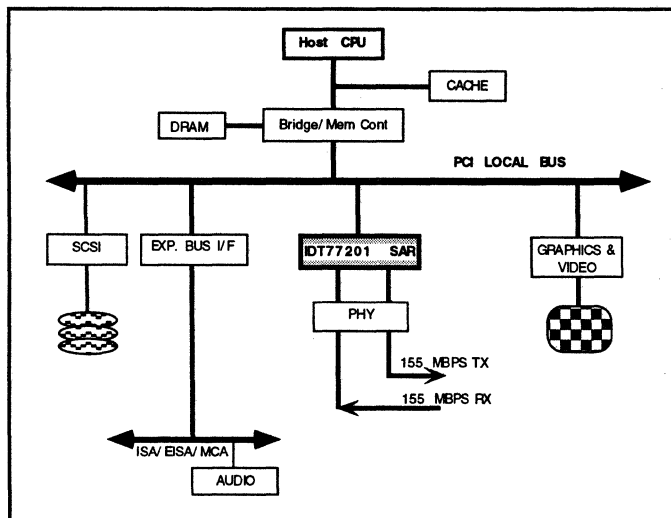 Host CPU
CACHE
DRAM
Bridge/Mem Cont
PCI LOCAL BUS
SCSI
EXP. BUS I/F
IDT77201 SAR
GRAPHICS &
VIDEO
PHY
155 MBPS TX
155 MBPS RX
ISA/EISA/MCA
AUDIO